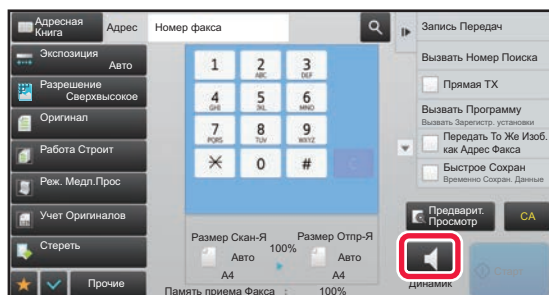 Адресная
Книга
Адрес
Номер факса
Экспозиция
Авто
Разрешение
Сверхвысокое
Оригинал
Работа Строит
Реж. Медл.Прос
Учет Оригиналов
Стереть
Прочие
1
2
ABC
3
DEF
4
GHI
5
JKL
6
MNO
7
PQRS
8
TUV
9
WXYZ
0
#
C
Размер Скан-Я
100%
Размер Отпр-Я
Авто
Авто
A4
A4
Память приема Факса : 100%
Запись Передач
Вызвать Номер Поиска
Прямая TX
Вызвать Программу
Вызвать Зарегистр. установки
Передать То Же Изоб.
как Адрес Факса
Быстрое Сохран
Временно Сохран. Данные
Предварит.
Просмотр
CA
Динамик
Старт